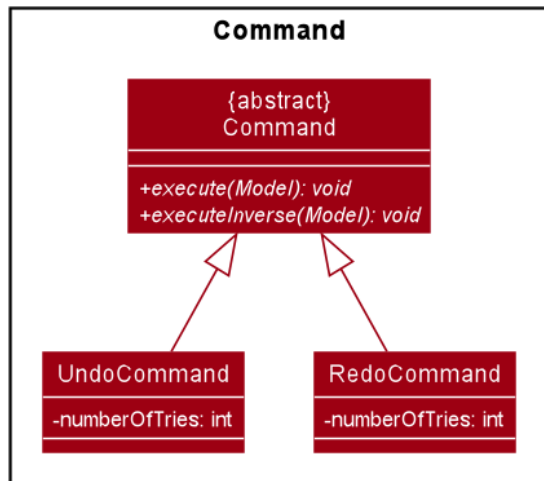 Command
{abstract}
Command
+execute(Model): void
+executeInverse(Model): void
UndoCommand
-numberOfTries: int
RedoCommand
-numberOfTries: int